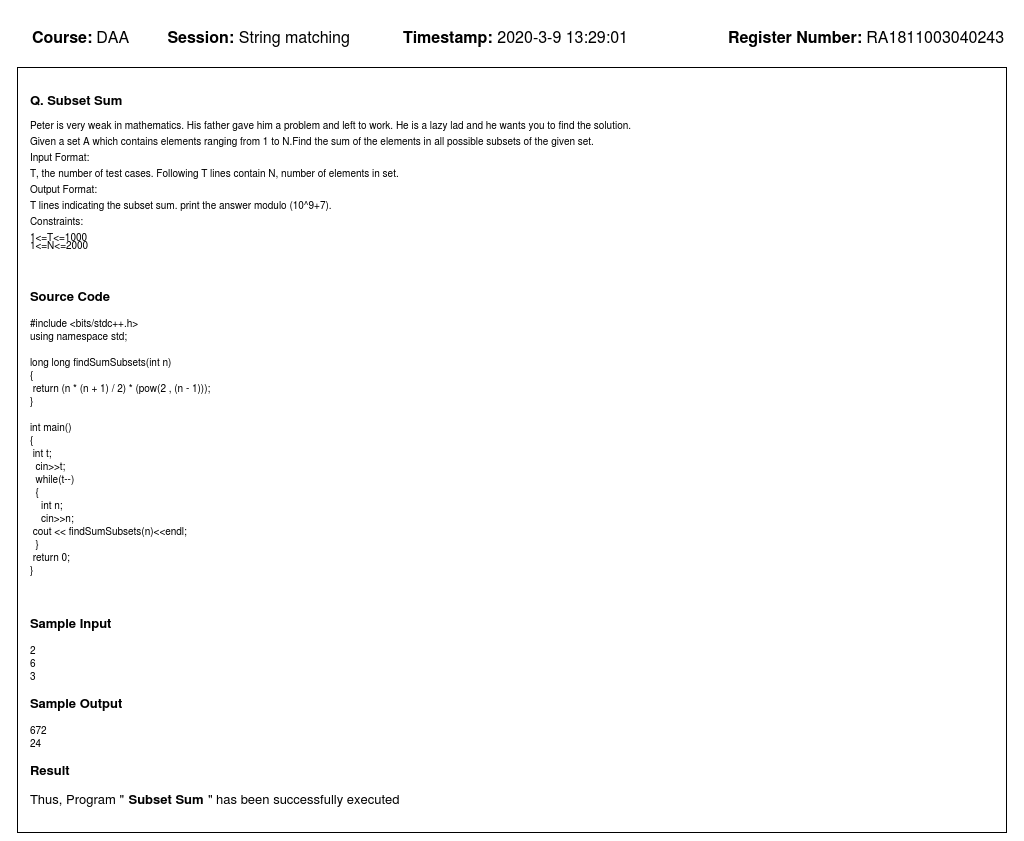 Course: DAA Session: String matching Timestamp: 2020-3-9 13:29:01 Register Number: RA1811003040243
Q. Subset Sum
Peter is very weak in mathematics. His father gave him a problem and left to work. He is a lazy lad and he wants you to find the solution.
Given a set A which contains elements ranging from 1 to N.Find the sum of the elements in all possible subsets of the given set.
Input Format:
T, the number of test cases. Following T lines contain N, number of elements in set.
Output Format:
T lines indicating the subset sum. print the answer modulo (10^9+7).
Constraints:
1<=T<=1000
1<=N<=2000
Source Code
#include <bits/stdc++.h>
using namespace std;
long long findSumSubsets(int n)
{
return (n * (n + 1) / 2) * (pow(2 , (n - 1)));
}
int main()
{
int t;
cin>>t;
while(t--)
{
int n;
cin>>n;
cout << findSumSubsets(n)<<endl;
}
return 0;
}
Sample Input
2
6
3
Sample Output
672
24
Result
Thus, Program " Subset Sum " has been successfully executed